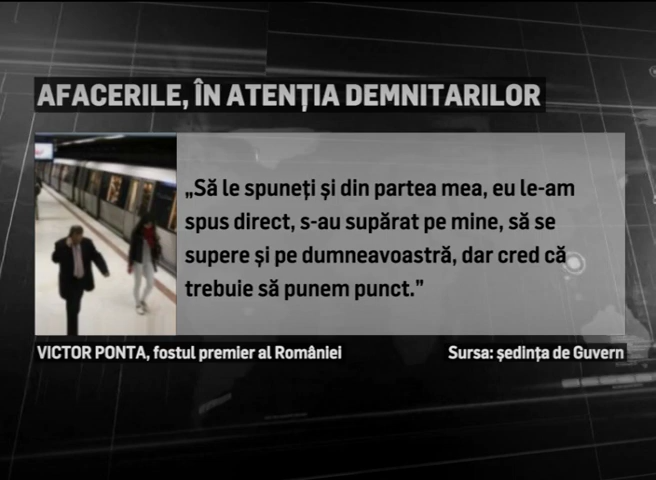 AFACERILE, ÎN ATENȚIA DEMNITARILOR
„Să le spuneți și din partea mea, eu le-am
spus direct, s-au supărat pe mine, să se
supere și pe dumneavoastră, dar cred că
trebuie să punem punct.”
VICTOR PONTA, fostul premier al României
Sursa: ședința de Guvern